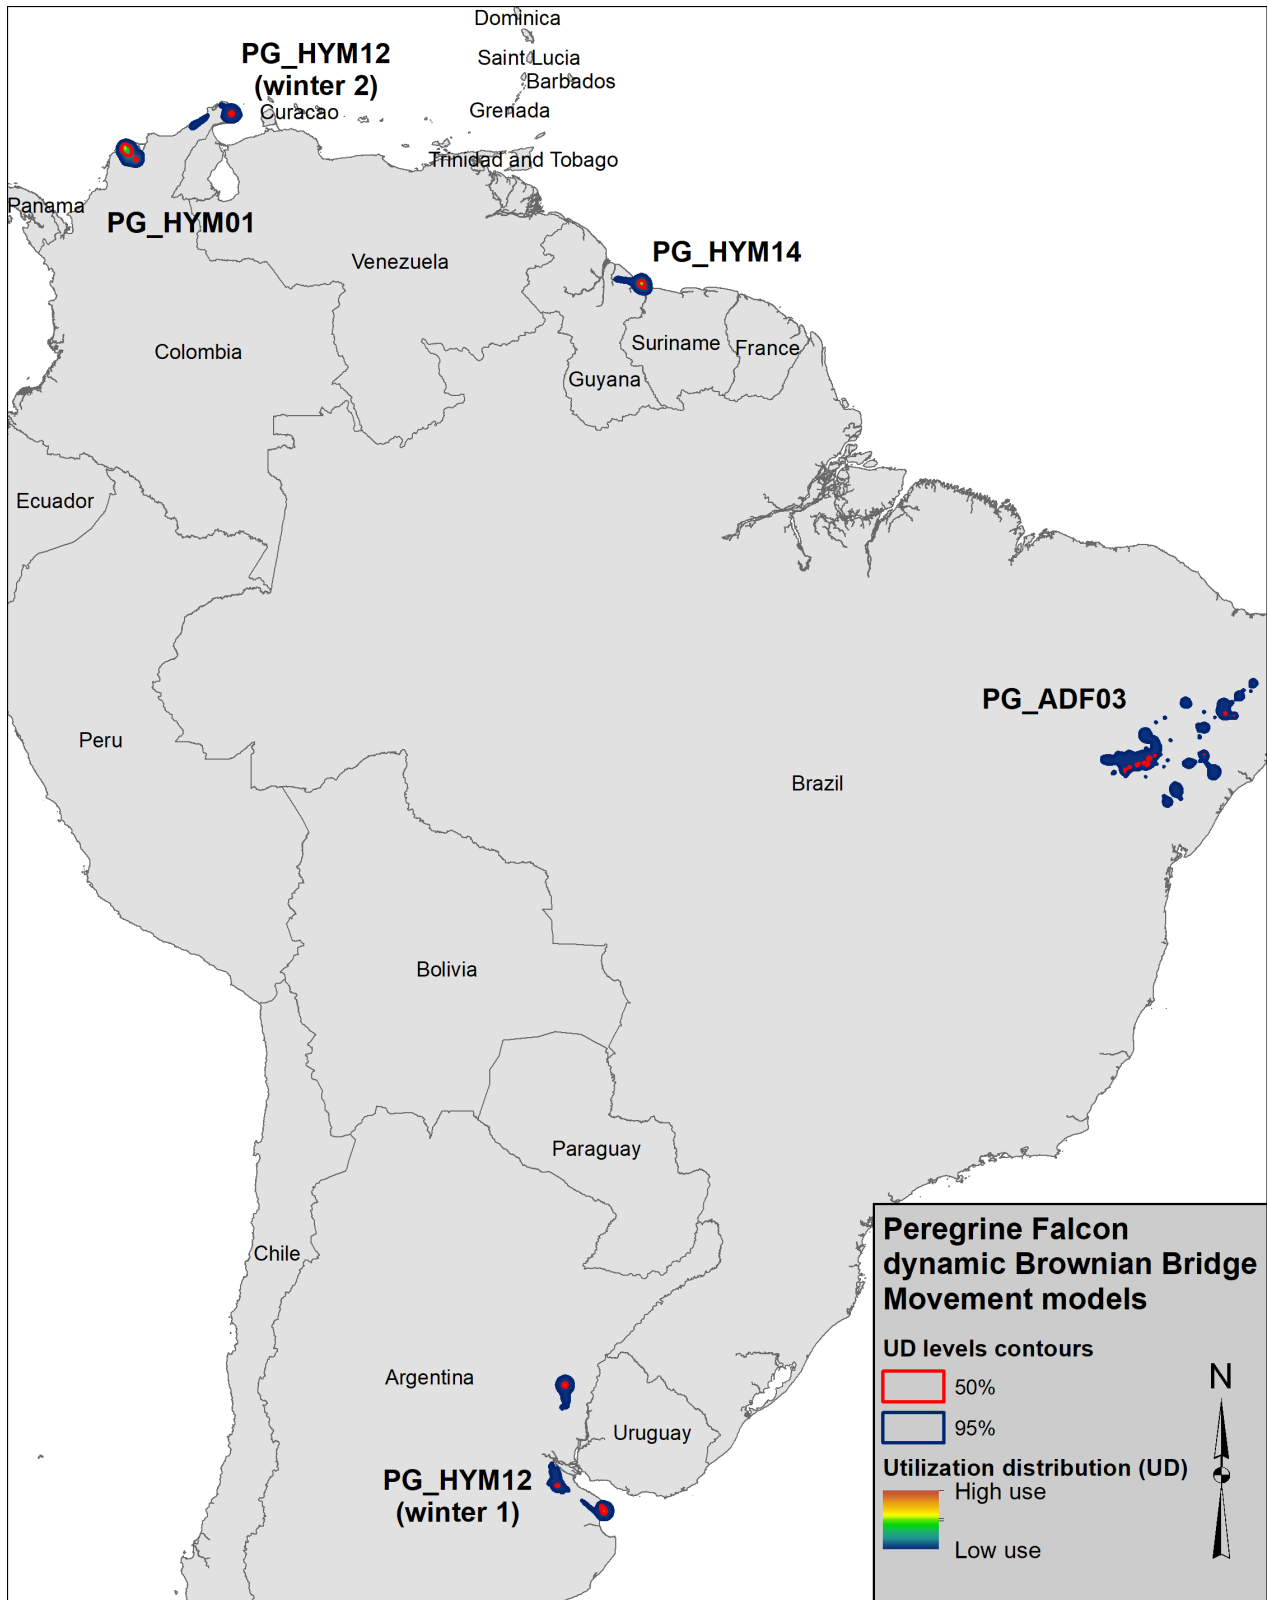 Dominica
PG_HYM12
(winter 2)
Saint Lucia
Barbados
Curacao
Grenada
Trinidad and Tobago
Panama
PG_HYM01
PG_HYM14
Venezuela
Colombia
Suriname
France
Guyana
Ecuador
PG_ADF03
Peru
Brazil
Bolivia
Paraguay
Chile
Argentina
Uruguay
PG_HYM12
(winter 1)
Peregrine Falcon
dynamic Brownian Bridge
Movement models
UD levels contours
50%
95%
N
Utilization distribution (UD)
High use
Low use